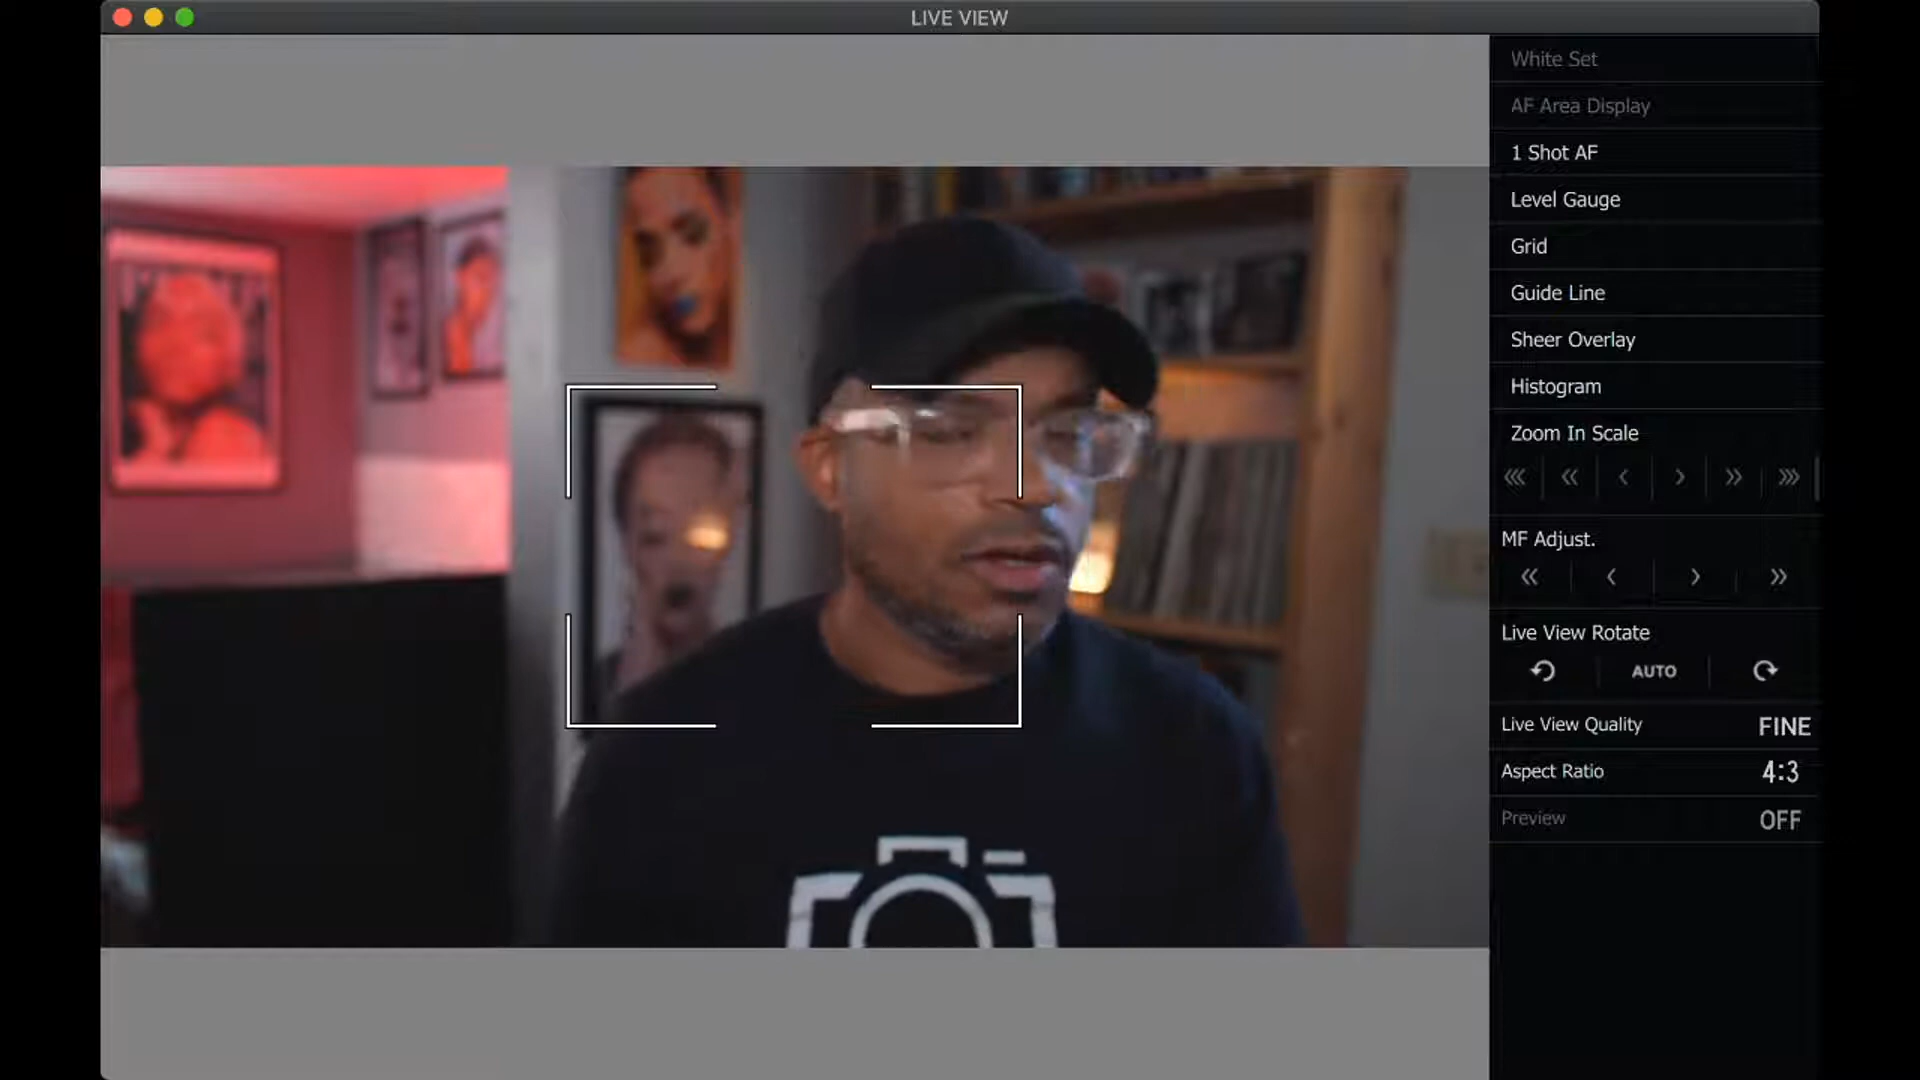 LIVE VIEW
White Set
AF Area Display
1 Shot AF
Level Gauge
Grid
Guide Line
Sheer Overlay
Histogram
Zoom In Scale
MF Adjust.
Live View Rotate
AUTO
Live View Quality FINE
Aspect Ratio 4:3
Preview OFF